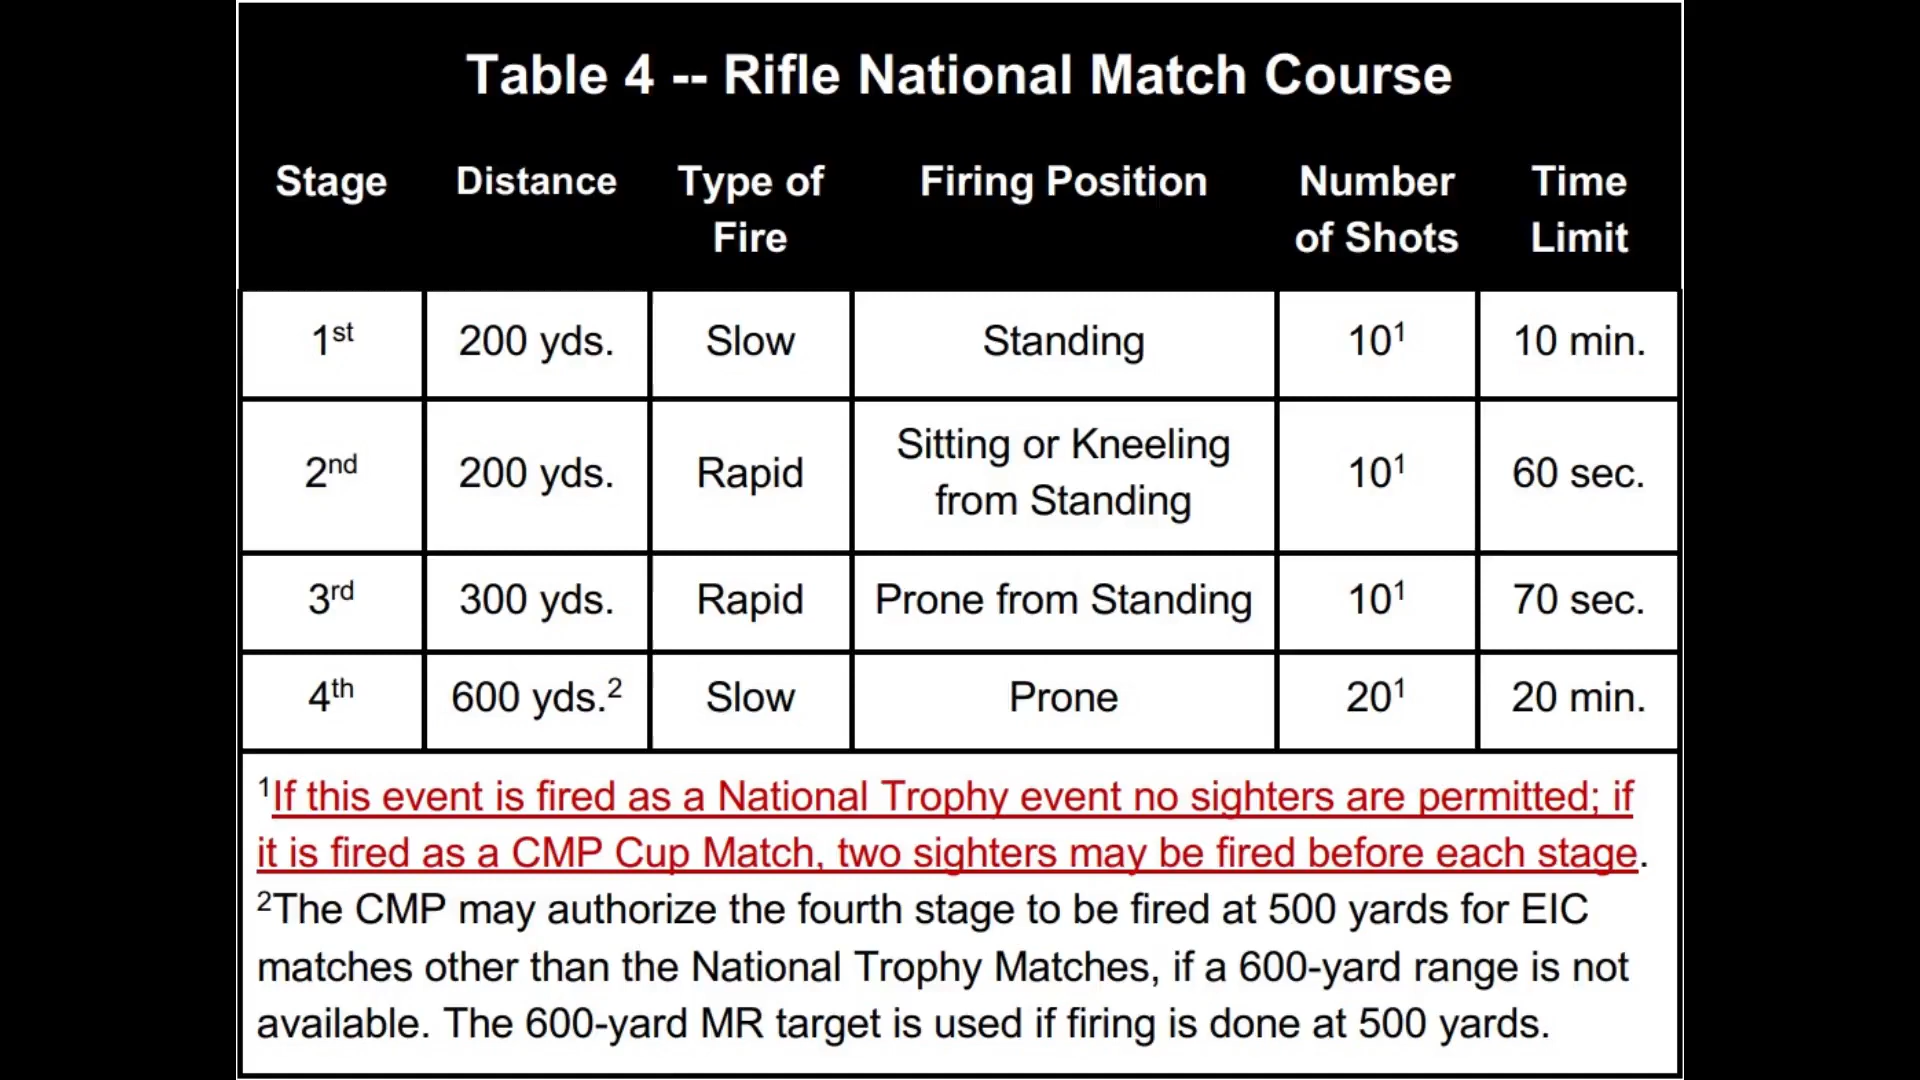 Table 4 -- Rifle National Match Course
Stage Distance Type of Fire Firing Position Number of Shots Time Limit
1st 200 yds. Slow Standing 10¹ 10 min.
2nd 200 yds. Rapid Sitting or Kneeling from Standing 10¹ 60 sec.
3rd 300 yds. Rapid Prone from Standing 10¹ 70 sec.
4th 600 yds.² Slow Prone 20¹ 20 min.
¹If this event is fired as a National Trophy event no sighters are permitted; if
it is fired as a CMP Cup Match, two sighters may be fired before each stage.
²The CMP may authorize the fourth stage to be fired at 500 yards for EIC
matches other than the National Trophy Matches, if a 600-yard range is not
available. The 600-yard MR target is used if firing is done at 500 yards.